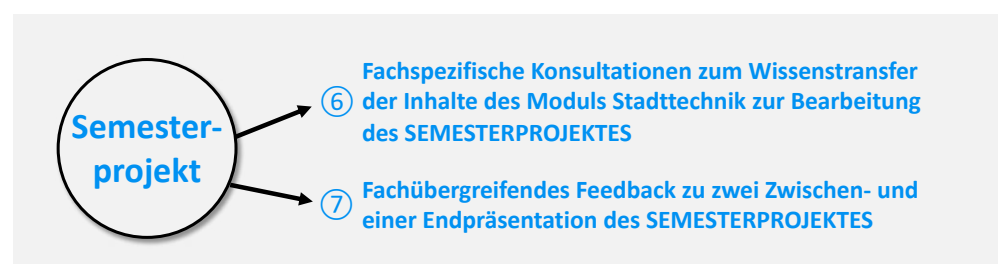 Semester-
projekt
Fachspezifische Konsultationen zum Wissenstransfer
⑥ der Inhalte des Moduls Stadttechnik zur Bearbeitung
des SEMESTERPROJEKTES
⑦ Fachübergreifendes Feedback zu zwei Zwischen- und
einer Endpräsentation des SEMESTERPROJEKTES